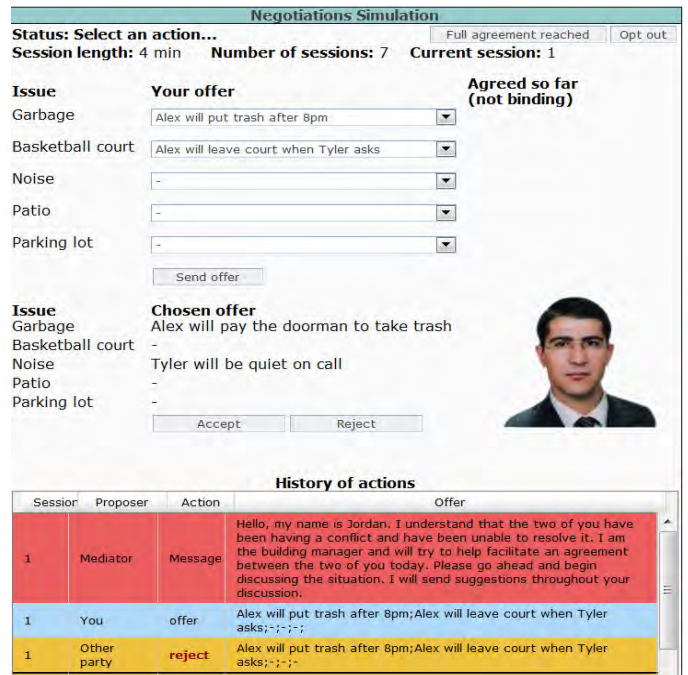 Negotiations Simulation
Status: Select an action...
Full agreement reached
Opt out
Session length: 4 min Number of sessions: 7 Current session: 1
Issue Your offer Agreed so far
(not binding)
Garbage Alex will put trash after 8pm
Basketball court Alex will leave court when Tyler asks
Noise -
Patio -
Parking lot -
Send offer
Issue Chosen offer
Garbage Alex will pay the doorman to take trash
Basketball court -
Noise Tyler will be quiet on call
Patio -
Parking lot -
Accept Reject
History of actions
Session Proposer Action Offer
Hello, my name is Jordan. I understand that the two of you have
been having a conflict and have been unable to resolve it. I am
1 Mediator Message the building manager and will try to help facilitate an agreement
between the two of you today. Please go ahead and begin
discussing the situation. I will send suggestions throughout your
discussion.
1 You offer Alex will put trash after 8pm;Alex will leave court when Tyler
asks;-;-;-;
1 Other party reject Alex will put trash after 8pm;Alex will leave court when Tyler
asks;-;-;-